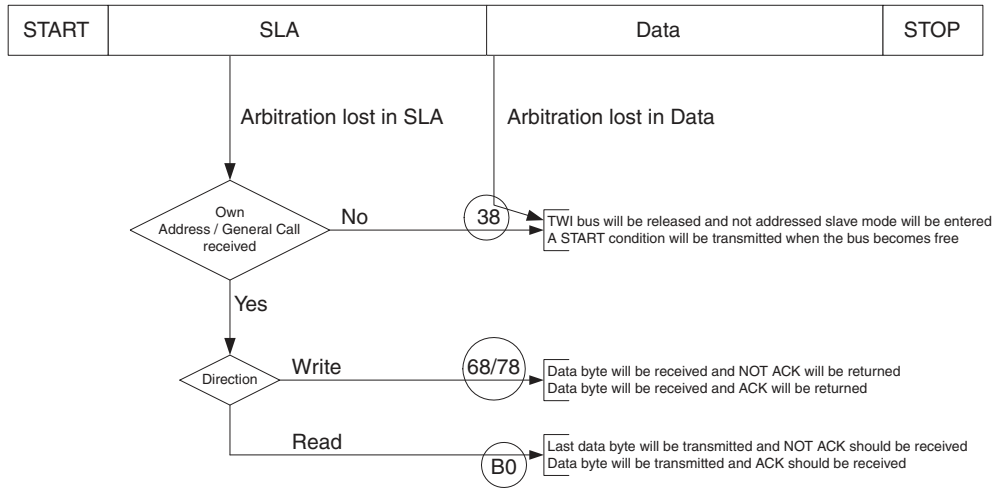 START SLA Data STOP
Arbitration lost in SLA Arbitration lost in Data
Own
Address / General Call
received
No
38
TWI bus will be released and not addressed slave mode will be entered
A START condition will be transmitted when the bus becomes free
Yes
Direction
Write
68/78
Data byte will be received and NOT ACK will be returned
Data byte will be received and ACK will be returned
Read
B0
Last data byte will be transmitted and NOT ACK should be received
Data byte will be transmitted and ACK should be received